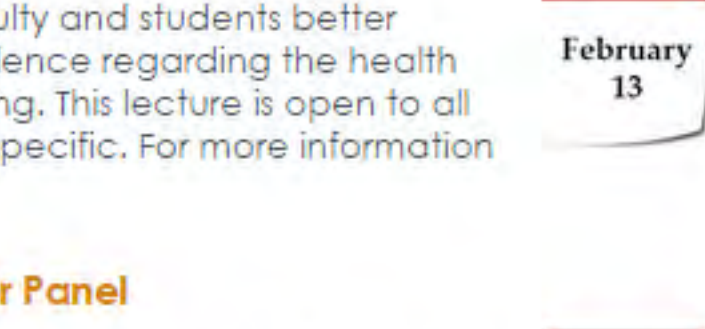 ulty and students better
ence regarding the health
ng. This lecture is open to all
pecific. For more information
r Panel
February
13